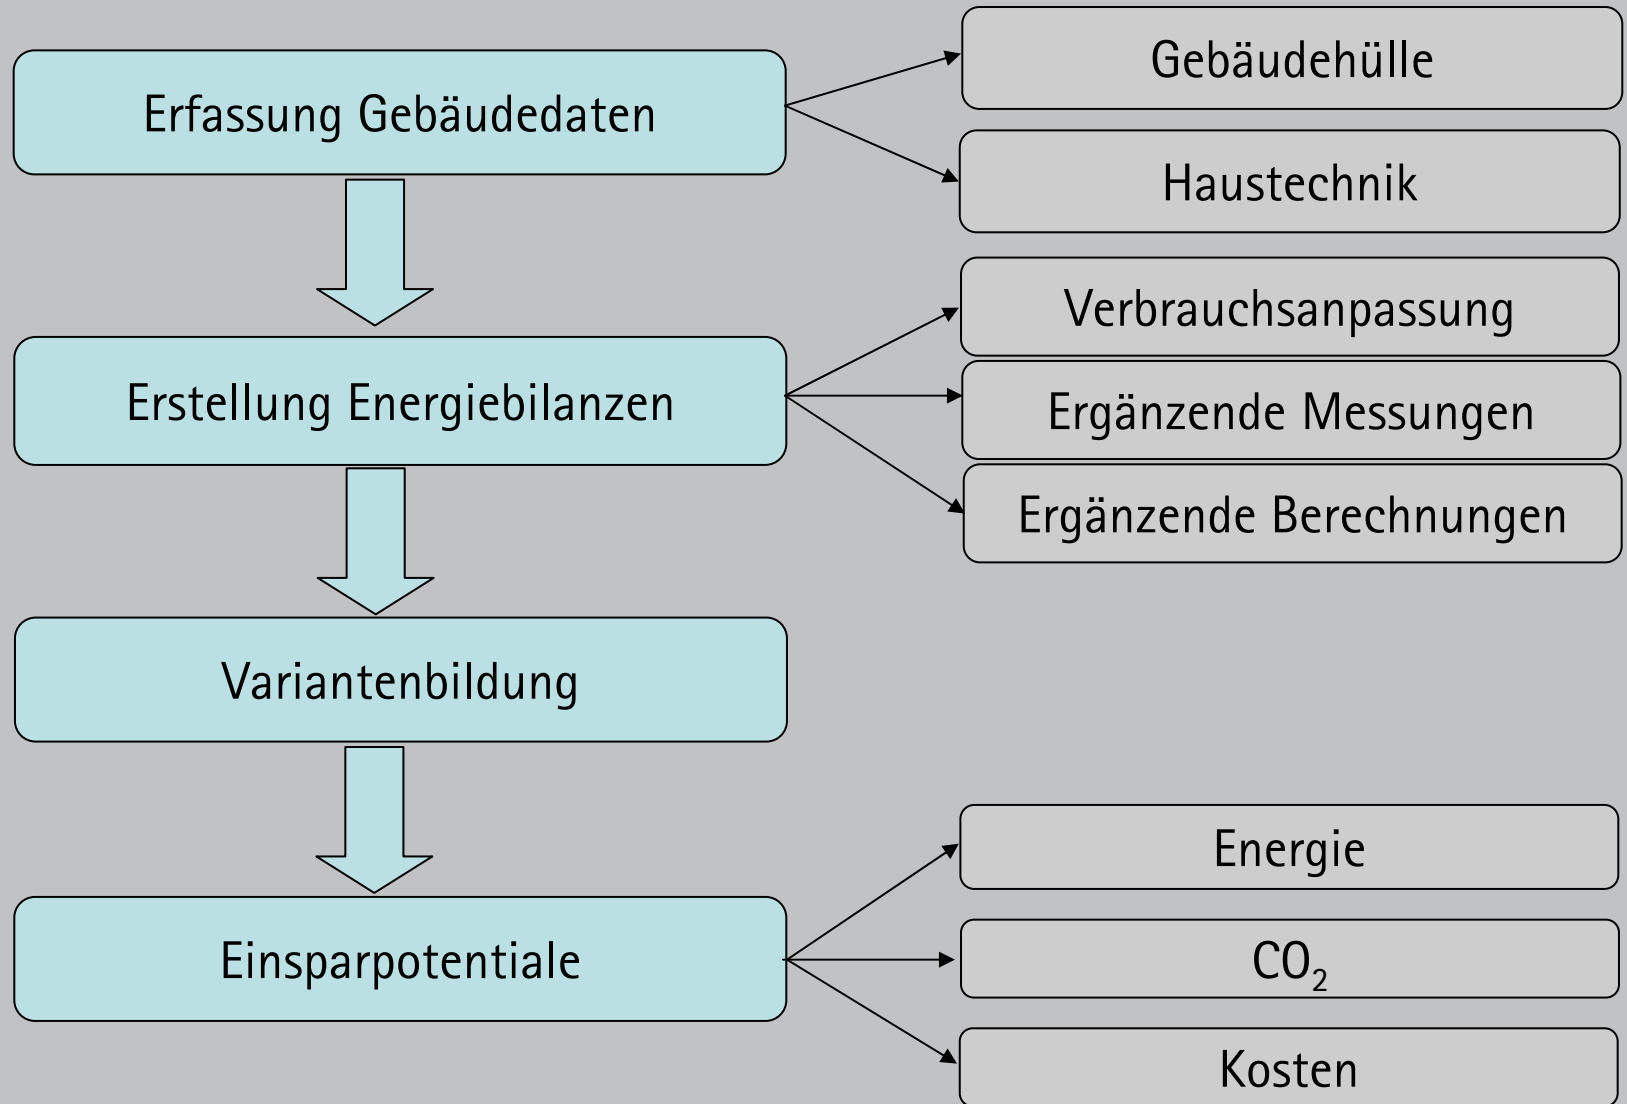 Erfassung Gebäudedaten
Gebäudehülle
Haustechnik
Erstellung Energiebilanzen
Verbrauchsanpassung
Ergänzende Messungen
Ergänzende Berechnungen
Variantenbildung
Einsparpotentiale
Energie
CO₂
Kosten